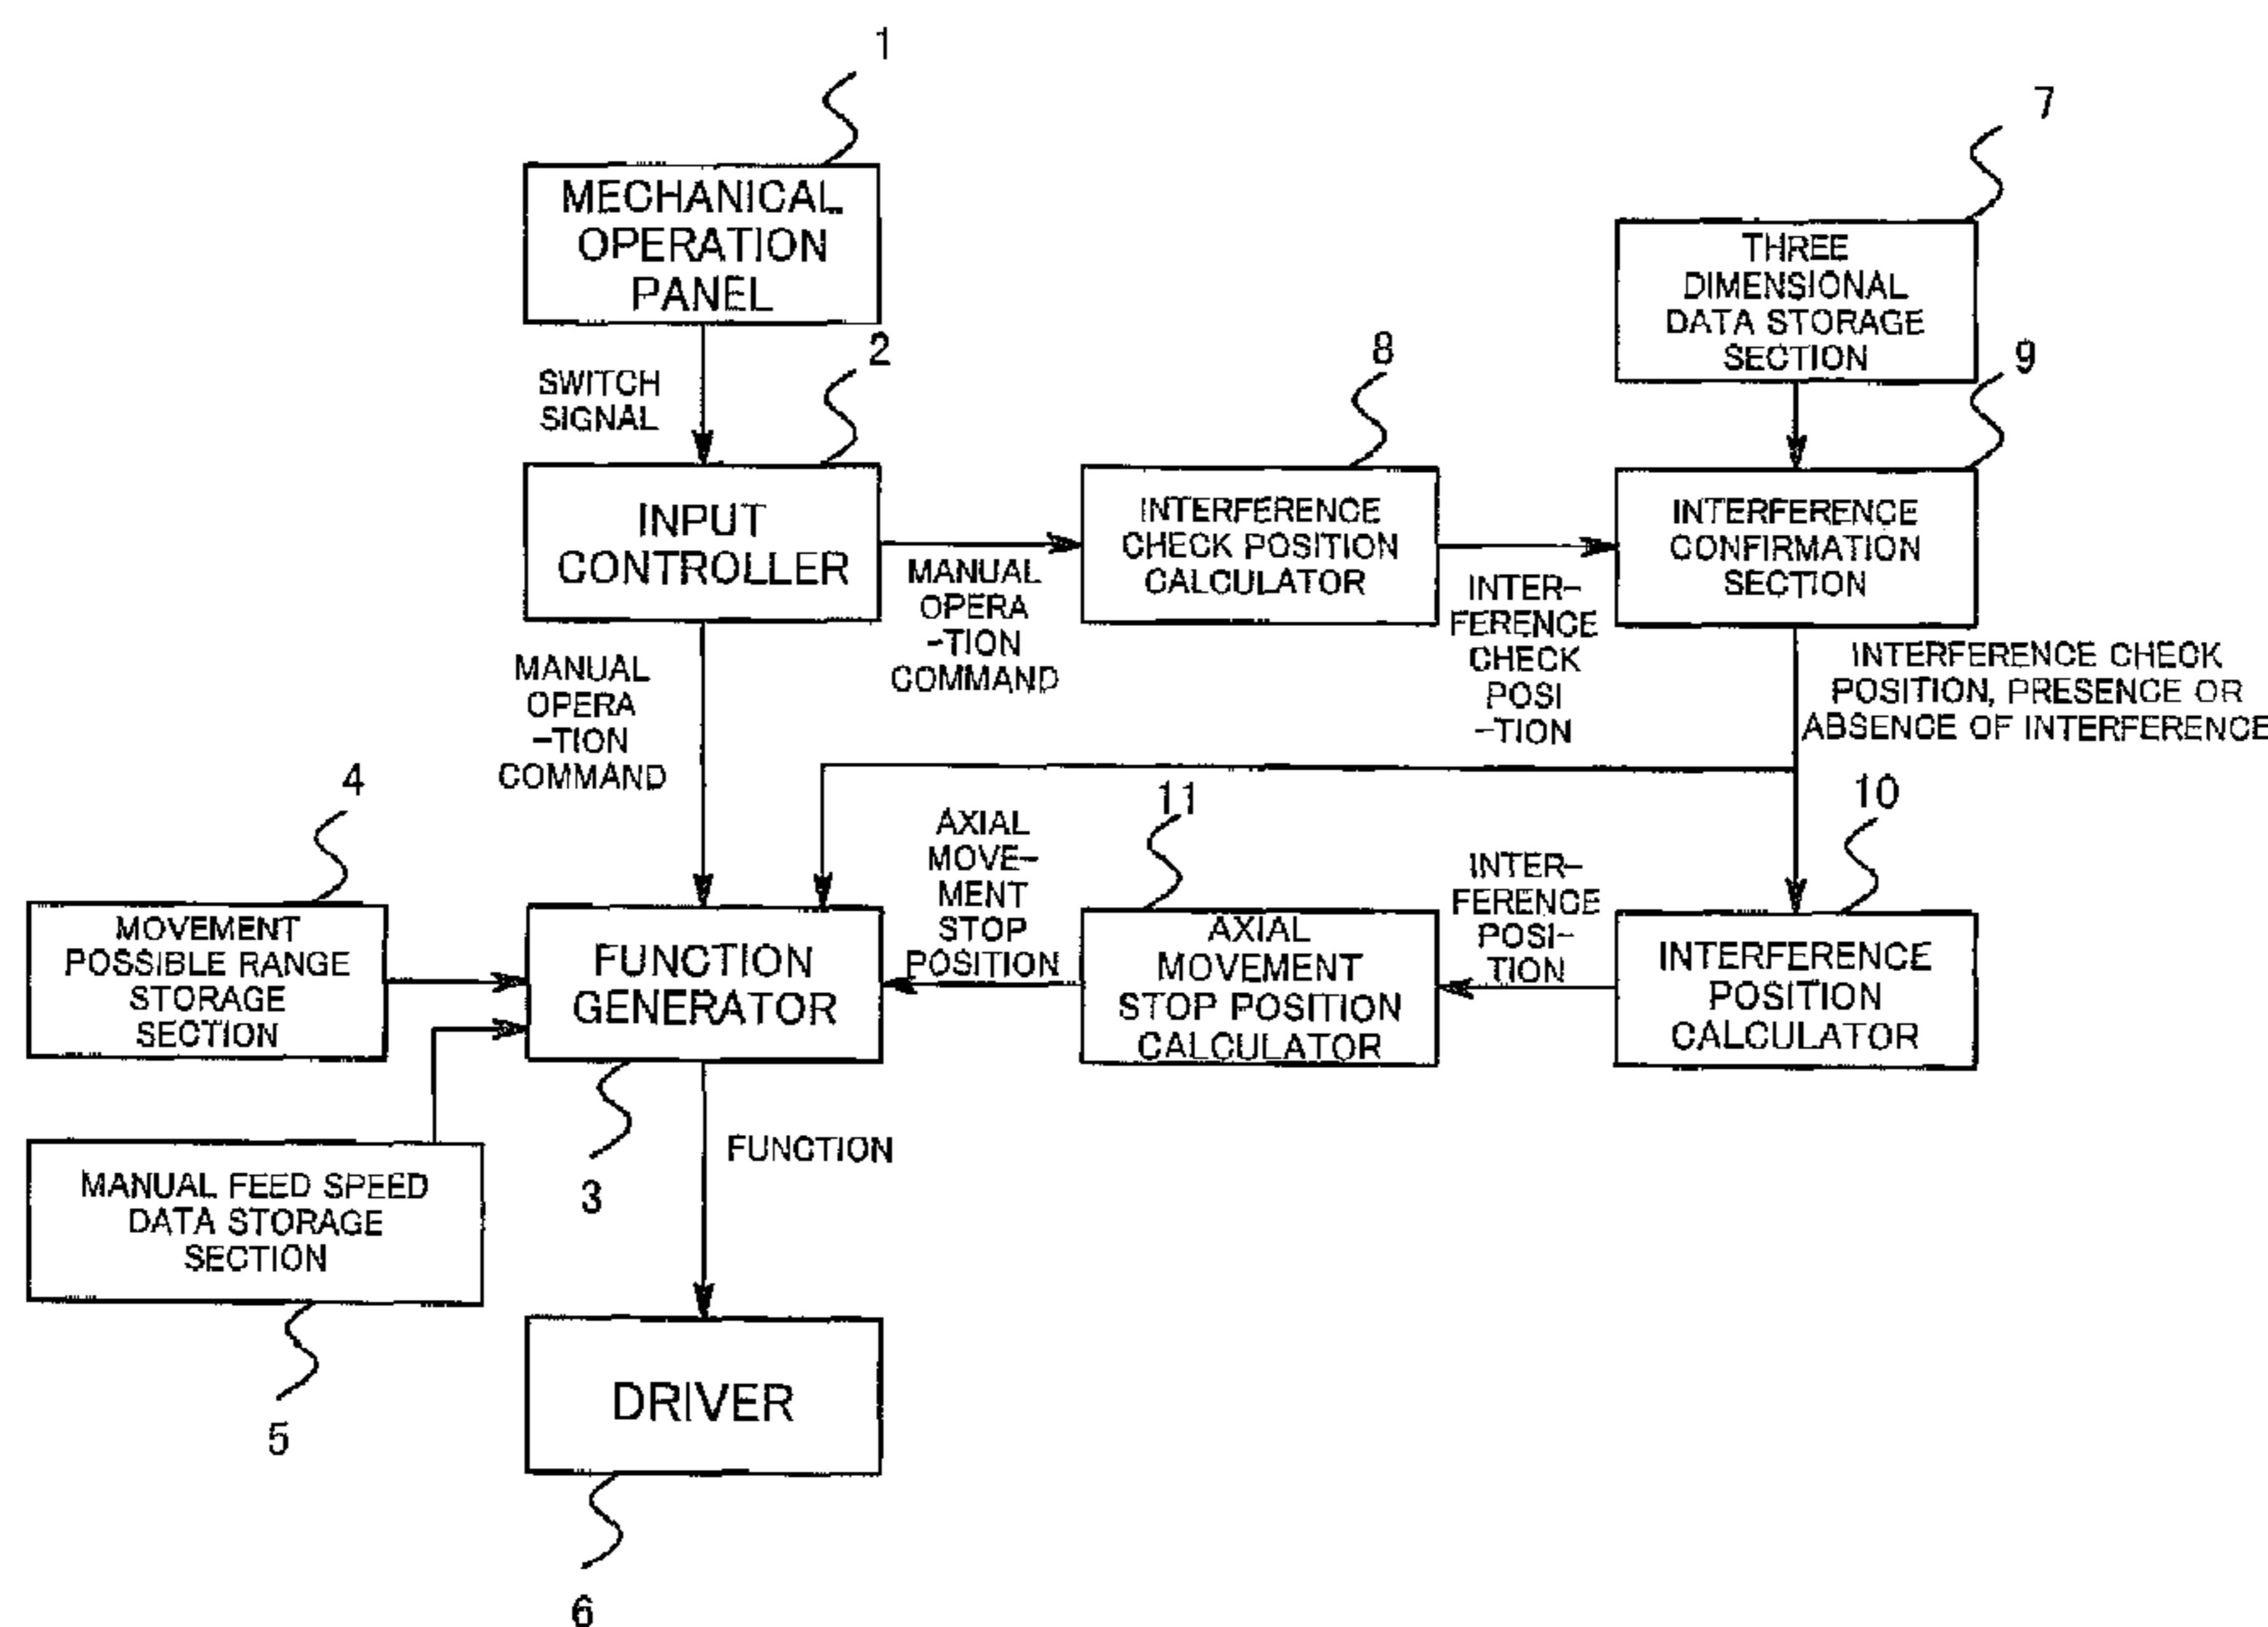 1
MECHANICAL
OPERATION
PANEL
7
THREE
DIMENSIONAL
DATA STORAGE
SECTION
SWITCH
SIGNAL
2
8
9
INPUT
CONTROLLER
MANUAL
OPERA
-TION
COMMAND
INTERFERENCE
CHECK POSITION
CALCULATOR
INTER-
FERENCE
CHECK
POSI
-TION
INTERFERENCE
CONFIRMATION
SECTION
MANUAL
OPERA
-TION
COMMAND
INTERFERENCE CHECK
POSITION, PRESENCE OR
ABSENCE OF INTERFERENCE
4
11
10
MOVEMENT
POSSIBLE RANGE
STORAGE
SECTION
FUNCTION
GENERATOR
AXIAL
MOVE-
MENT
STOP
POSITION
AXIAL
MOVEMENT
STOP POSITION
CALCULATOR
INTER-
FERENCE
POSI-
TION
INTERFERENCE
POSITION
CALCULATOR
MANUAL FEED SPEED
DATA STORAGE
SECTION
3
FUNCTION
5
DRIVER
6